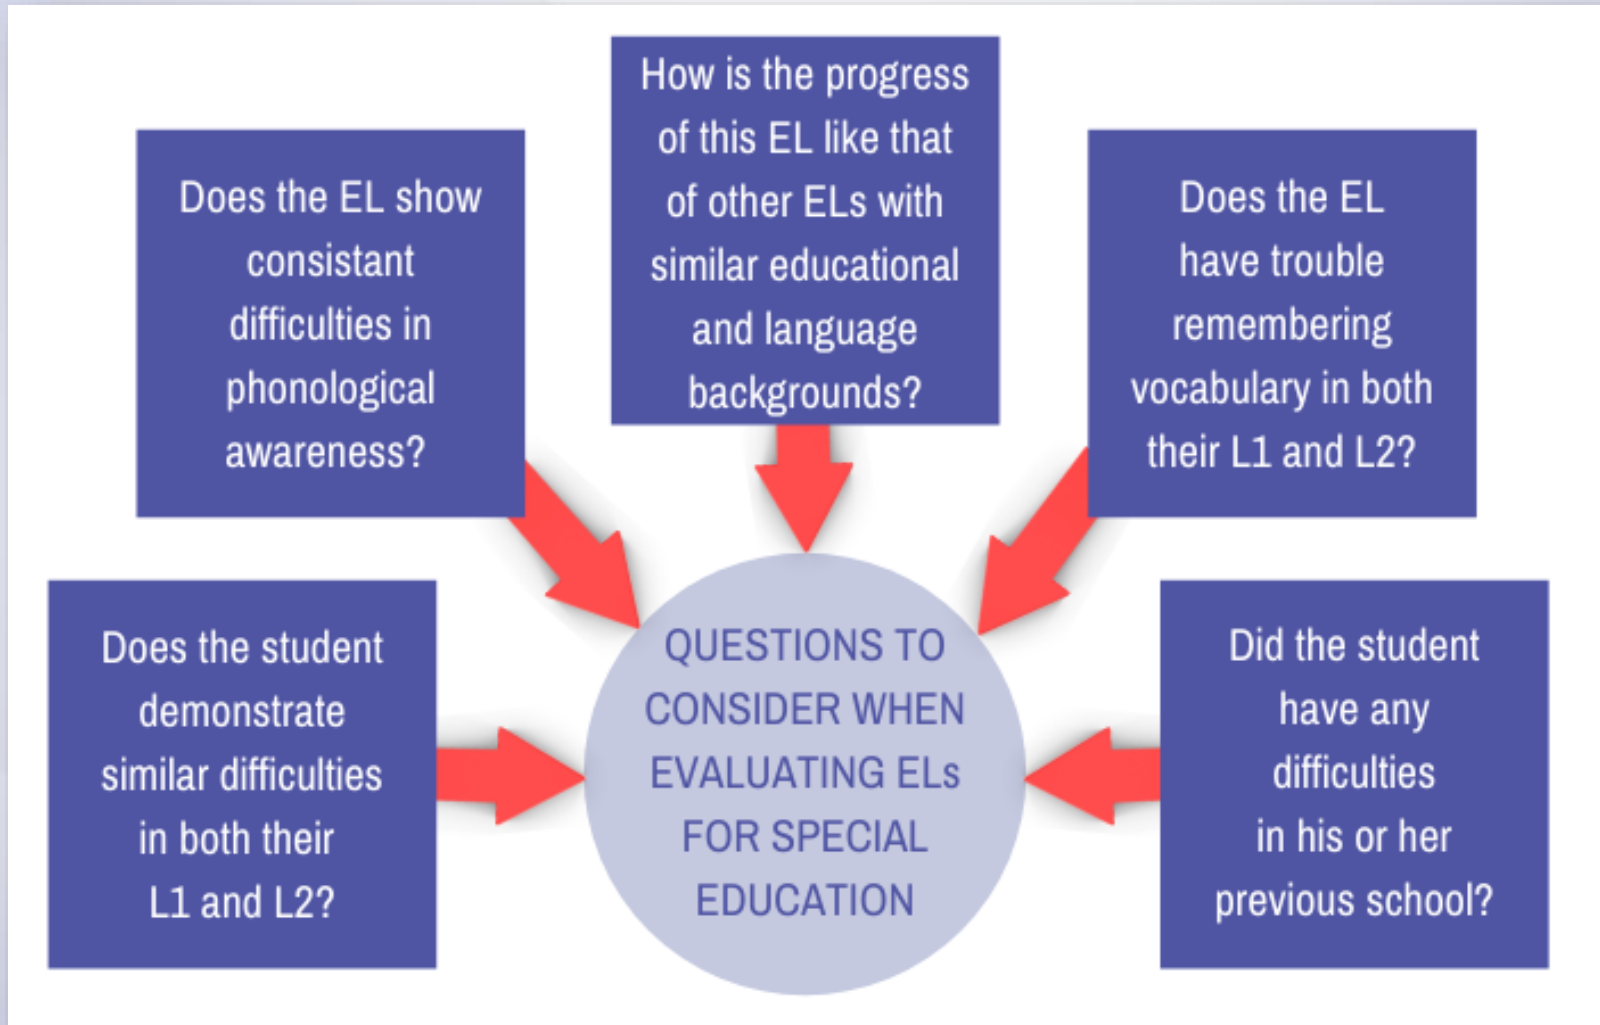 Does the student
demonstrate
similar difficulties
in both their
L1 and L2?
Does the EL show
consistant
difficulties in
phonological
awareness?
How is the progress
of this EL like that
of other ELs with
similar educational
and language
backgrounds?
Does the EL
have trouble
remembering
vocabulary in both
their L1 and L2?
Did the student
have any
difficulties
in his or her
previous school?
QUESTIONS TO
CONSIDER WHEN
EVALUATING ELs
FOR SPECIAL
EDUCATION